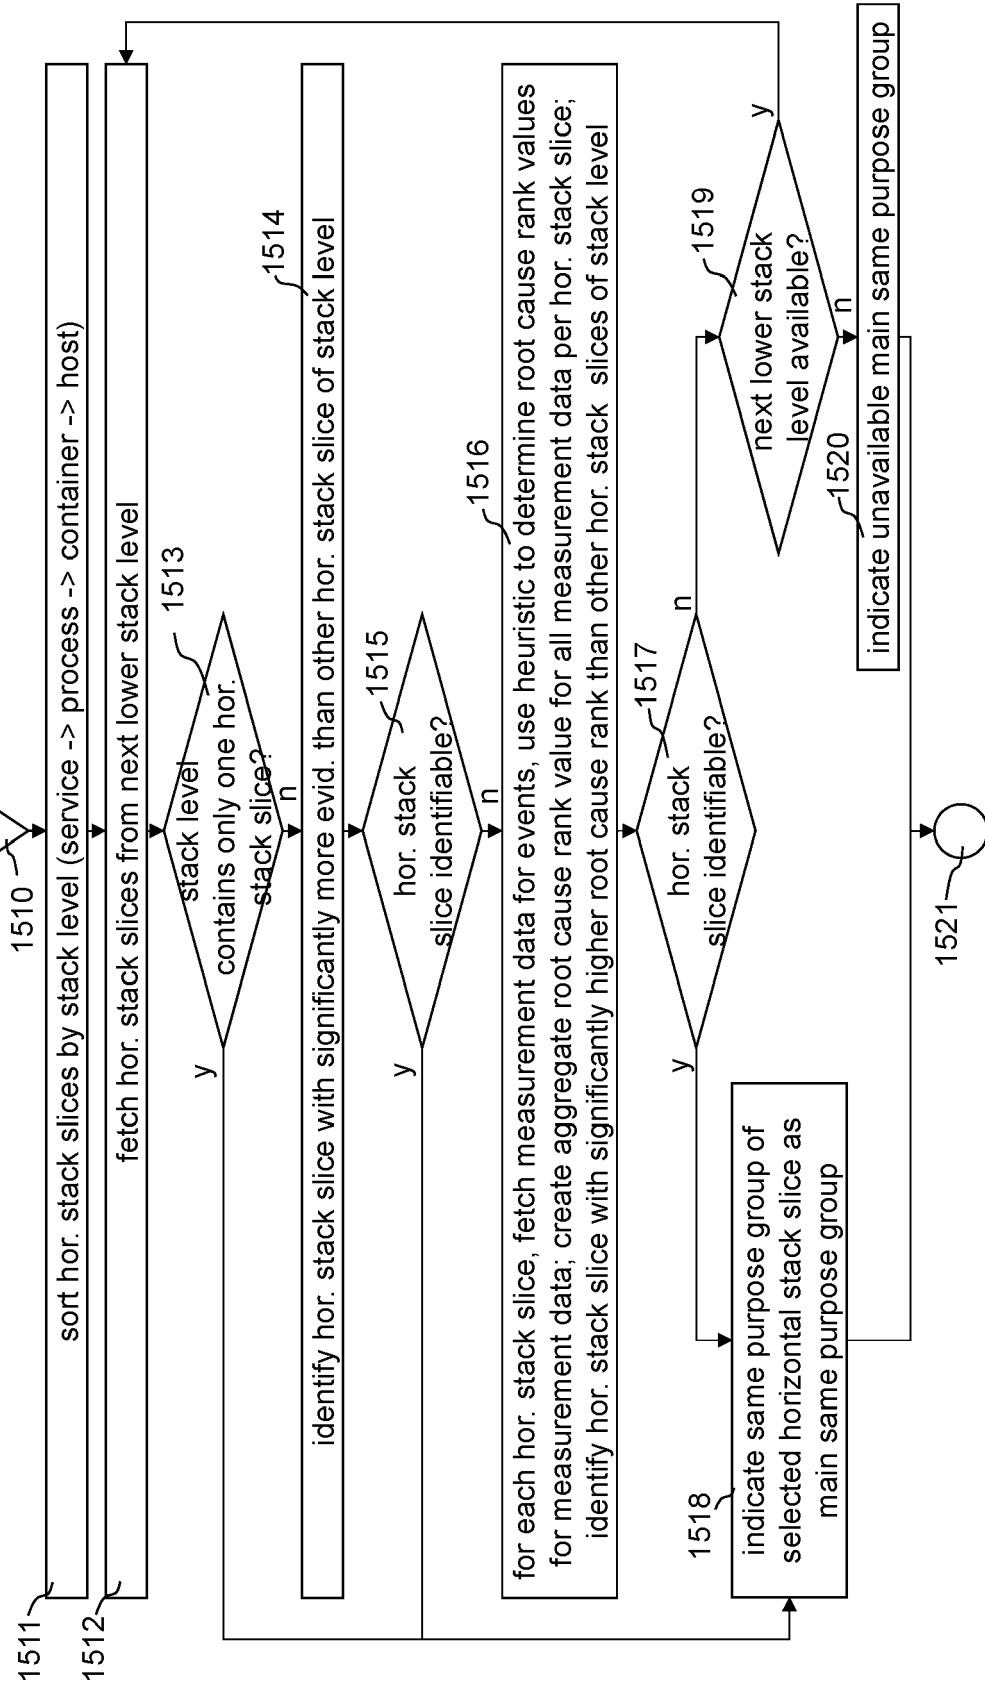 1510
1511
sort hor. stack slices by stack level (service -> process -> container -> host)
1512
fetch hor. stack slices from next lower stack level
1513
stack level
contains only one hor.
stack slice?
y
n
1514
identify hor. stack slice with significantly more evid. than other hor. stack slice of stack level
1515
hor. stack
slice identifiable?
y
n
1516
for each hor. stack slice, fetch measurement data for events, use heuristic to determine root cause rank values
for measurement data; create aggregate root cause rank value for all measurement data per hor. stack slice;
identify hor. stack slice with significantly higher root cause rank than other hor. stack slices of stack level
1517
hor. stack
slice identifiable?
y
n
1518
indicate same purpose group of
selected horizontal stack slice as
main same purpose group
1519
next lower stack
level available?
y
n
1520
indicate unavailable main same purpose group
1521